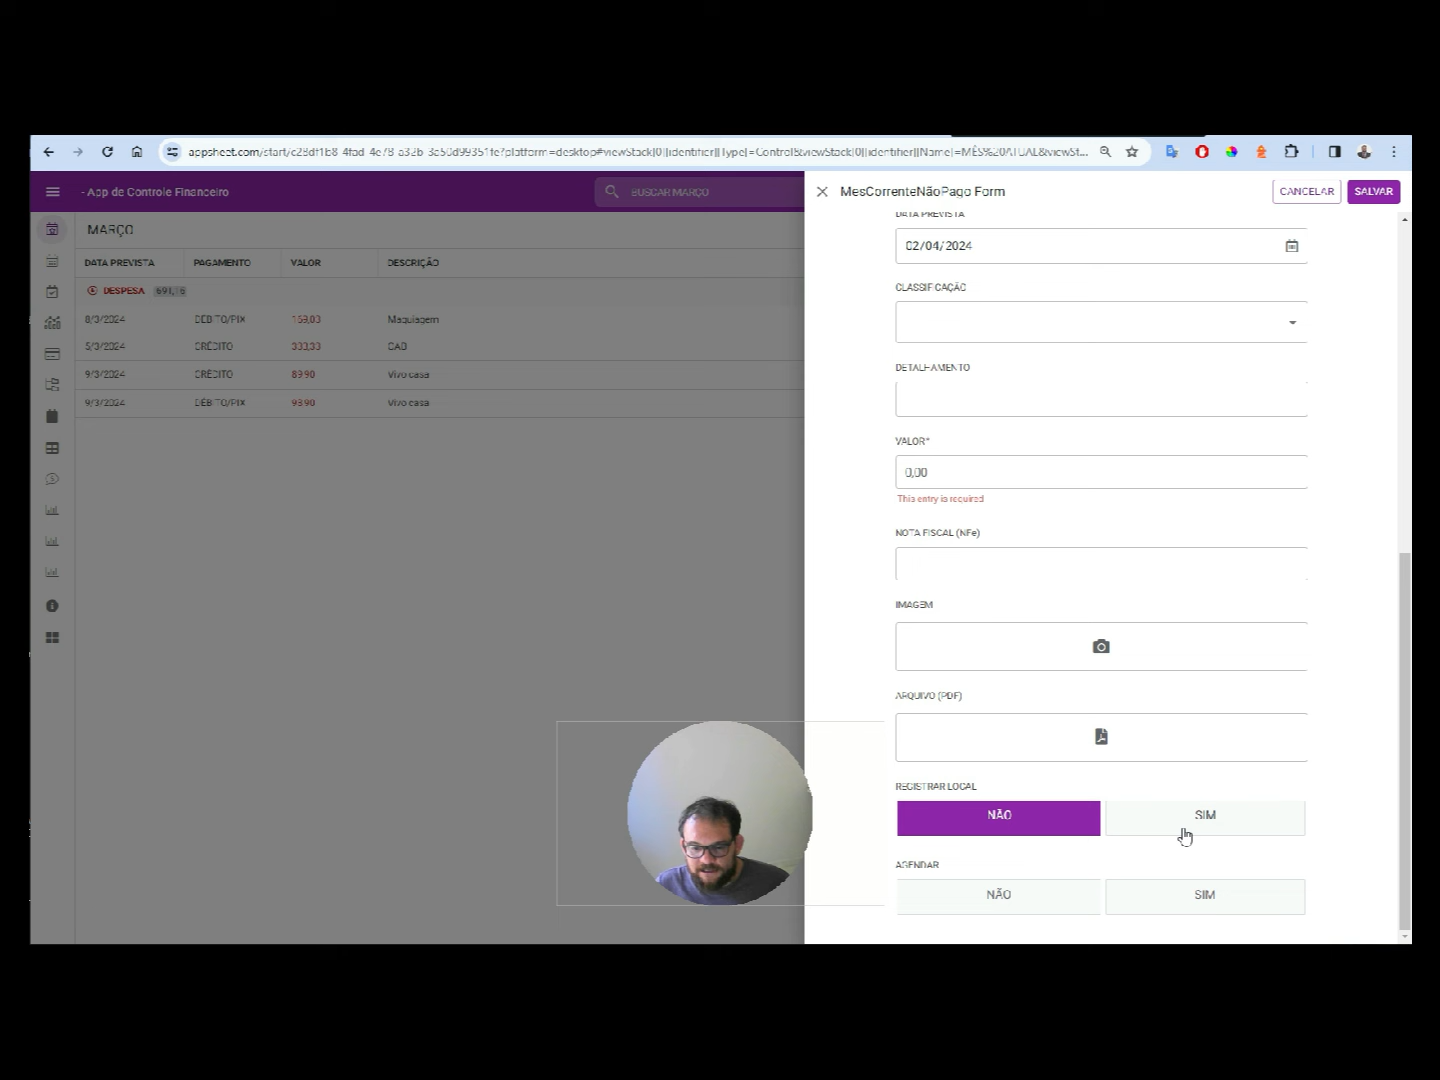 appsheet.com/start/c28df1b8-4fad-4e78-a32b-3a50d99351fe?platform=desktop#viewStack[0][identifier][Type]=Control&viewStack[0][identifier][Name]=MÊS%20ATUAL&viewSt...
- App de Controle Financeiro
BUSCAR MARÇO
MesCorrenteNãoPago Form
CANCELAR
SALVAR
MARÇO
DATA PREVISTA
PAGAMENTO
VALOR
DESCRIÇÃO
DESPESA 691,16
8/3/2024 DÉBITO/PIX 169,03 Maquiagem
5/3/2024 CRÉDITO 333,33 CAB
9/3/2024 CRÉDITO 89,90 Vivo casa
9/3/2024 DÉBITO/PIX 98,90 Vivo casa
DATA PREVISTA
02/04/2024
CLASSIFICAÇÃO
DETALHAMENTO
VALOR*
0,00
This entry is required
NOTA FISCAL (NFe)
IMAGEM
ARQUIVO (PDF)
REGISTRAR LOCAL
NÃO
SIM
AGENDAR
NÃO
SIM